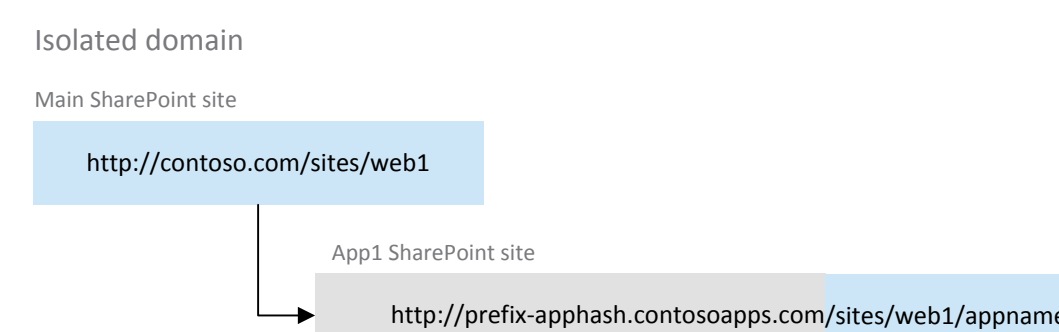 Isolated domain
Main SharePoint site
http://contoso.com/sites/web1
App1 SharePoint site
http://prefix-apphash.contosoapps.com/sites/web1/appname